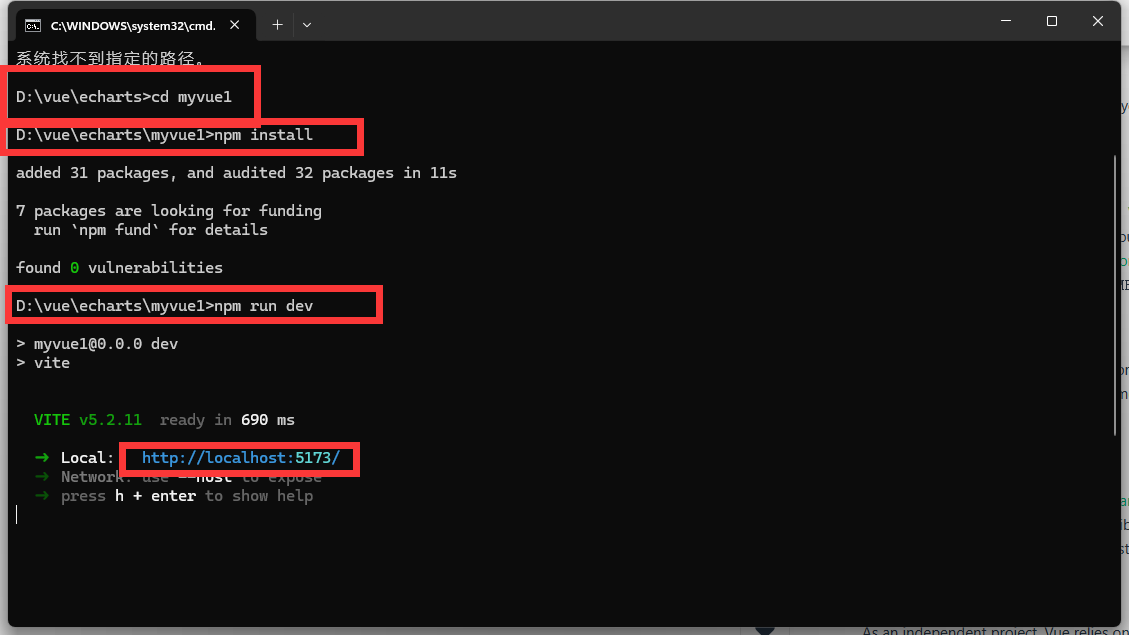 C:\WINDOWS\system32\cmd.
系统找不到指定的路径。
D:\vue\echarts>cd myvue1
D:\vue\echarts\myvue1>npm install
added 31 packages, and audited 32 packages in 11s
7 packages are looking for funding
run `npm fund` for details
found 0 vulnerabilities
D:\vue\echarts\myvue1>npm run dev
> myvue1@0.0.0 dev
> vite
VITE v5.2.11 ready in 690 ms
➜ Local: http://localhost:5173/
➜ Network: use --host to expose
➜ press h + enter to show help
As an independent project, Vue relies on